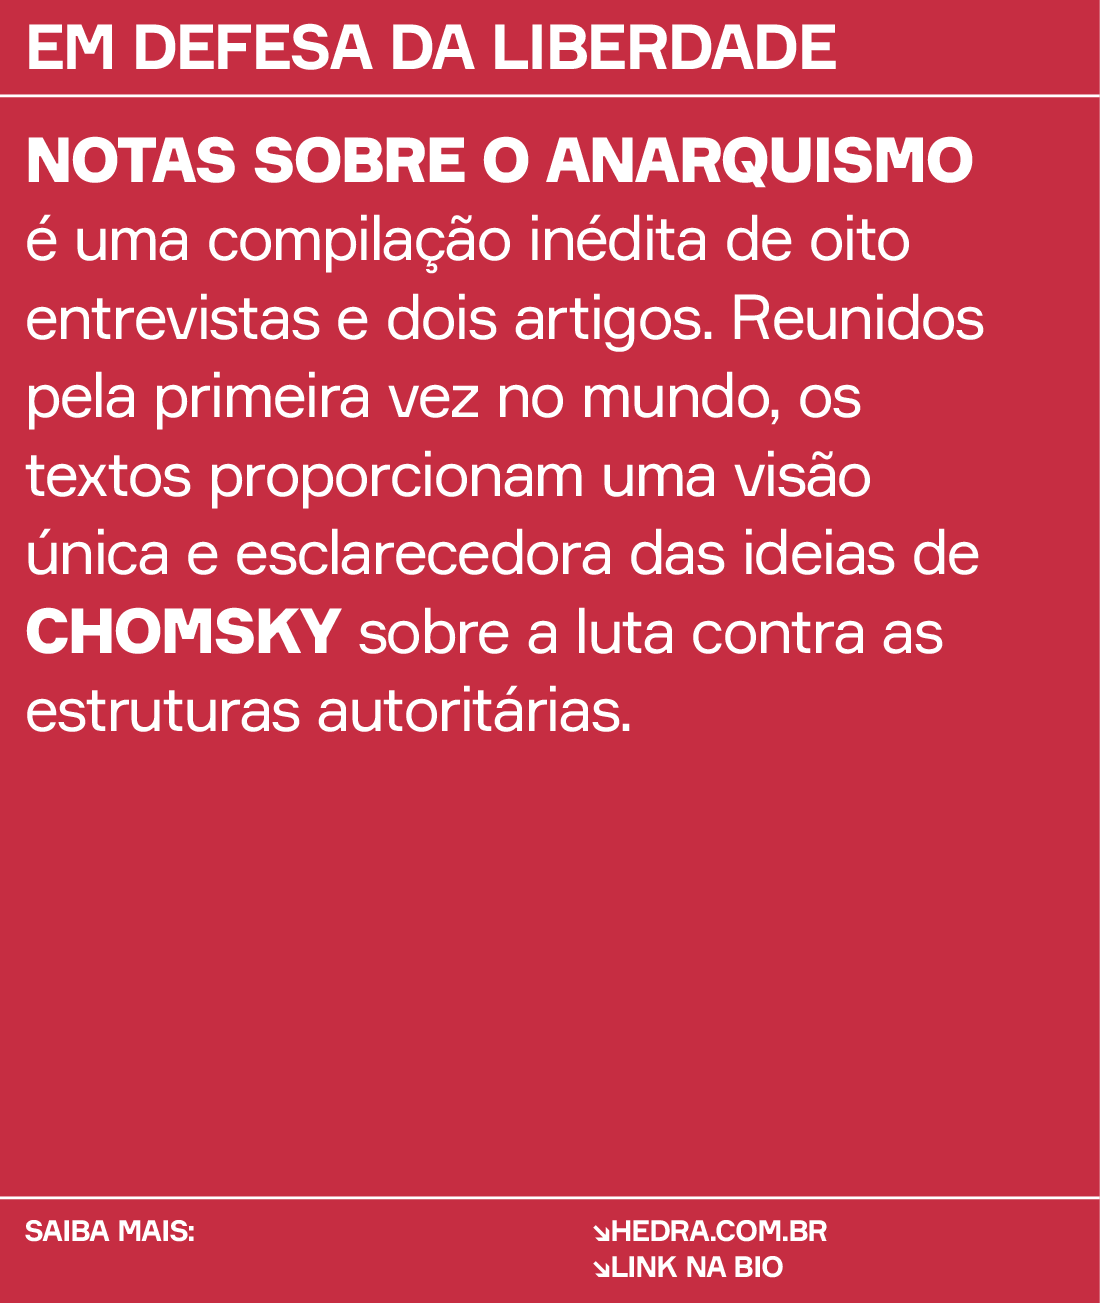 EM DEFESA DA LIBERDADE
NOTAS SOBRE O ANARQUISMO
é uma compilação inédita de oito
entrevistas e dois artigos. Reunidos
pela primeira vez no mundo, os
textos proporcionam uma visão
única e esclarecedora das ideias de
CHOMSKY sobre a luta contra as
estruturas autoritárias.
SAIBA MAIS:
↘HEDRA.COM.BR
↘LINK NA BIO